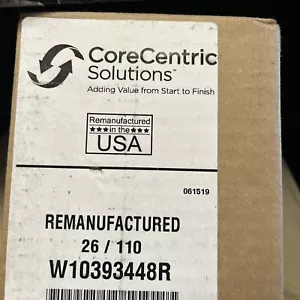 CoreCentric
Solutions™
Adding Value from Start to Finish
Remanufactured
★★★ in the ★★★
USA
061519
REMANUFACTURED
26 / 110
W10393448R